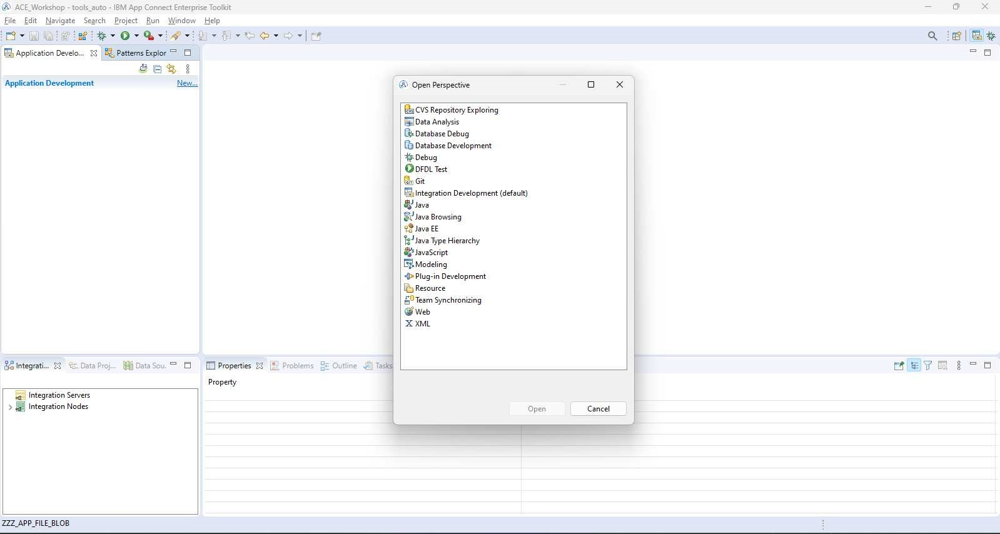 ACE_Workshop - tools_auto - IBM App Connect Enterprise Toolkit
File Edit Navigate Search Project Run Window Help
Application Develo... Patterns Explor
Application Development New...
Open Perspective
CVS Repository Exploring
Data Analysis
Database Debug
Database Development
Debug
DFDL Test
Git
Integration Development (default)
Java
Java Browsing
Java EE
Java Type Hierarchy
JavaScript
Modeling
Plug-in Development
Resource
Team Synchronizing
Web
XML
Open Cancel
Integrati... Data Proj... Data Sou.
Integration Servers
Integration Nodes
Properties Problems Outline Tasks
Property
ZZZ_APP_FILE_BLOB